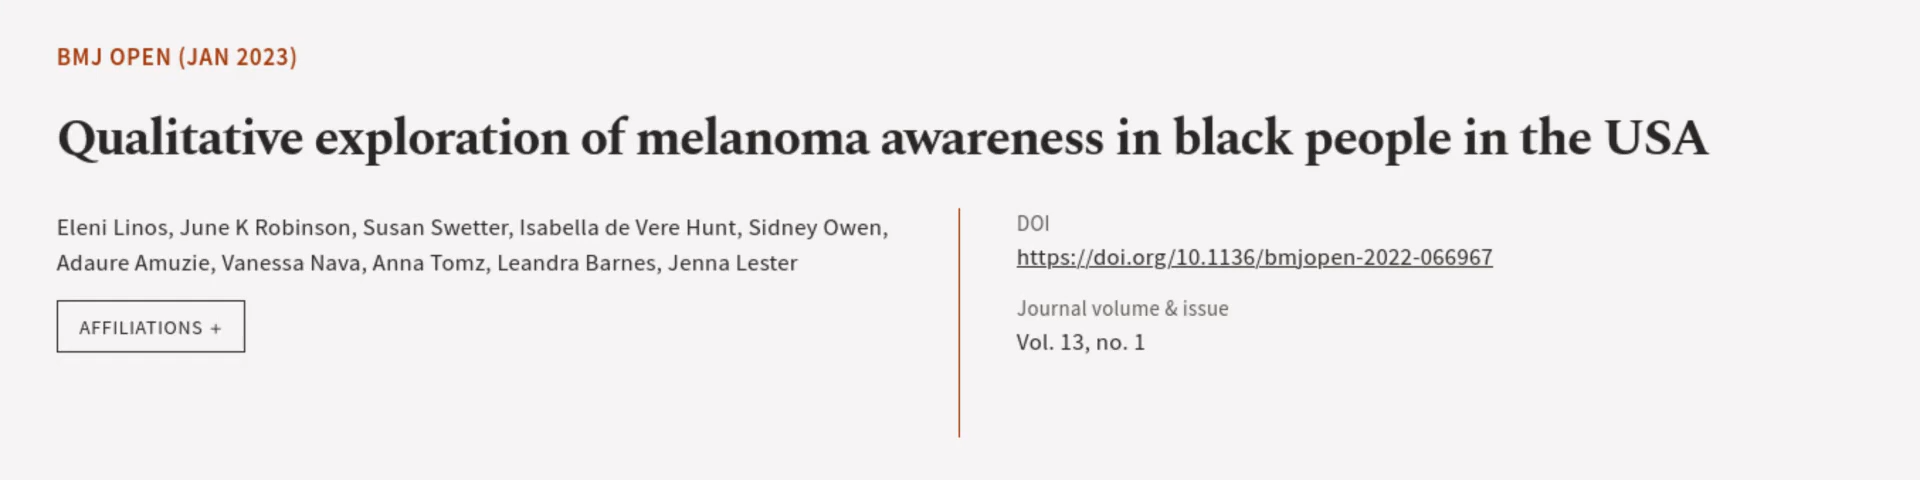 BMJ OPEN (JAN 2023)
Qualitative exploration of melanoma awareness in black people in the USA
Eleni Linos, June K Robinson, Susan Swetter, Isabella de Vere Hunt, Sidney Owen,
Adaure Amuzie, Vanessa Nava, Anna Tomz, Leandra Barnes, Jenna Lester
AFFILIATIONS +
DOI
https://doi.org/10.1136/bmjopen-2022-066967
Journal volume & issue
Vol. 13, no. 1